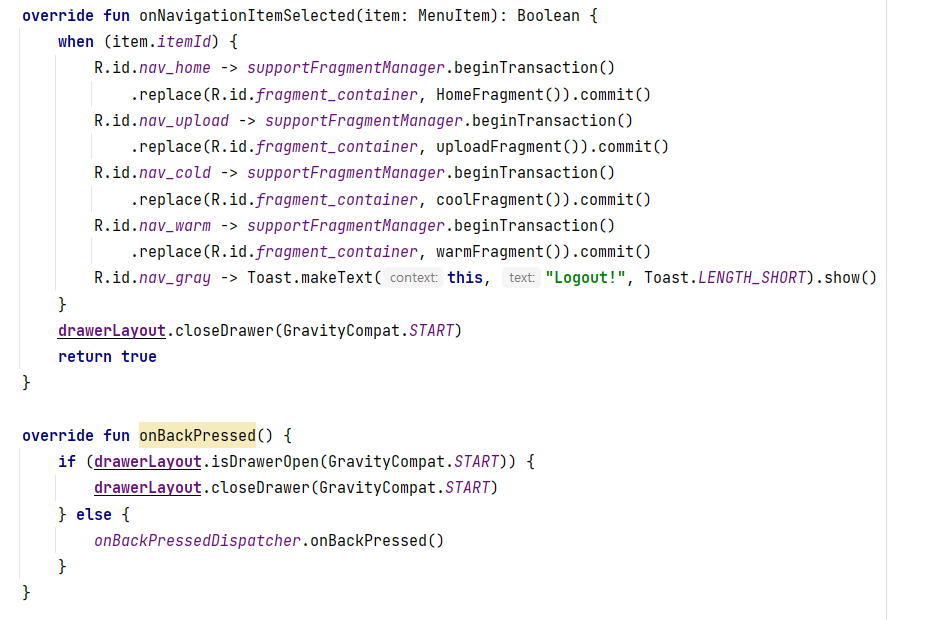 override fun onNavigationItemSelected(item: MenuItem): Boolean {
    when (item.itemId) {
        R.id.nav_home -> supportFragmentManager.beginTransaction()
            .replace(R.id.fragment_container, HomeFragment()).commit()
        R.id.nav_upload -> supportFragmentManager.beginTransaction()
            .replace(R.id.fragment_container, uploadFragment()).commit()
        R.id.nav_cold -> supportFragmentManager.beginTransaction()
            .replace(R.id.fragment_container, coolFragment()).commit()
        R.id.nav_warm -> supportFragmentManager.beginTransaction()
            .replace(R.id.fragment_container, warmFragment()).commit()
        R.id.nav_gray -> Toast.makeText( context: this, text: "Logout!", Toast.LENGTH_SHORT).show()
    }
    drawerLayout.closeDrawer(GravityCompat.START)
    return true
}

override fun onBackPressed() {
    if (drawerLayout.isDrawerOpen(GravityCompat.START)) {
        drawerLayout.closeDrawer(GravityCompat.START)
    } else {
        onBackPressedDispatcher.onBackPressed()
    }
}